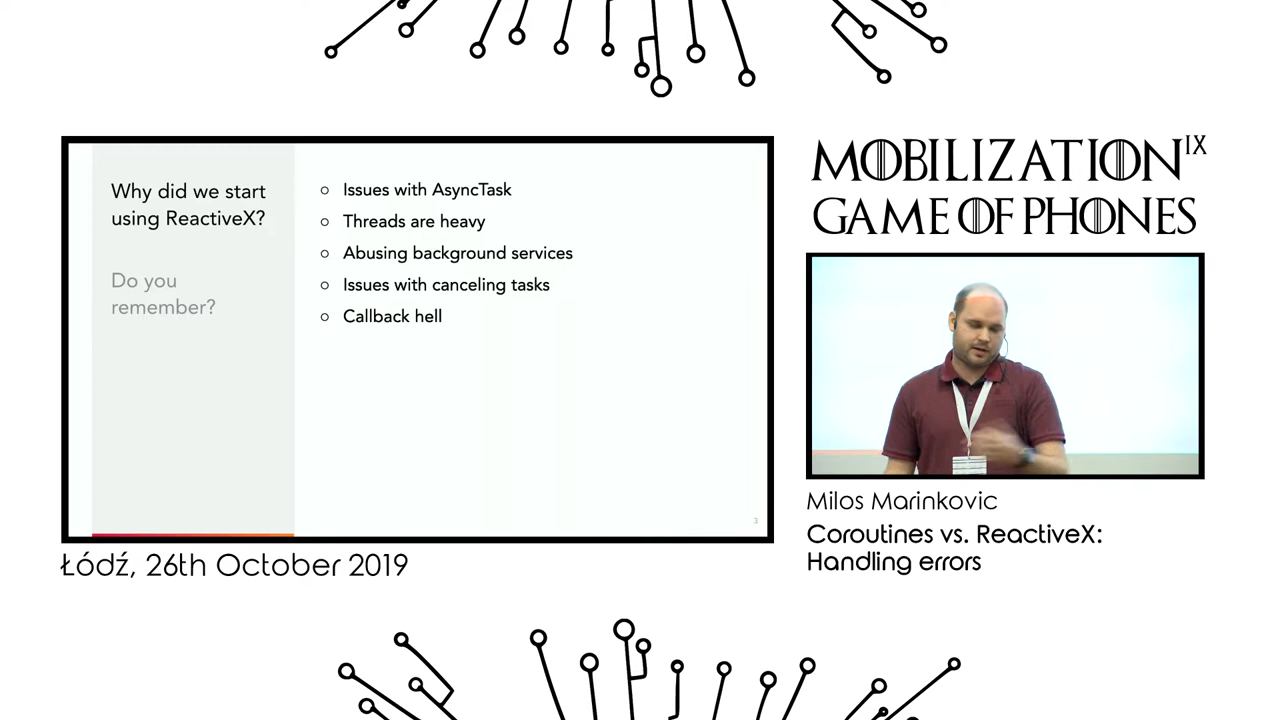 Why did we start
using ReactiveX?
Do you
remember?
○ Issues with AsyncTask
○ Threads are heavy
○ Abusing background services
○ Issues with canceling tasks
○ Callback hell
3
Łódź, 26th October 2019
MOBILIZATION IX
GAME OF PHONES
Milos Marinkovic
Coroutines vs. ReactiveX:
Handling errors